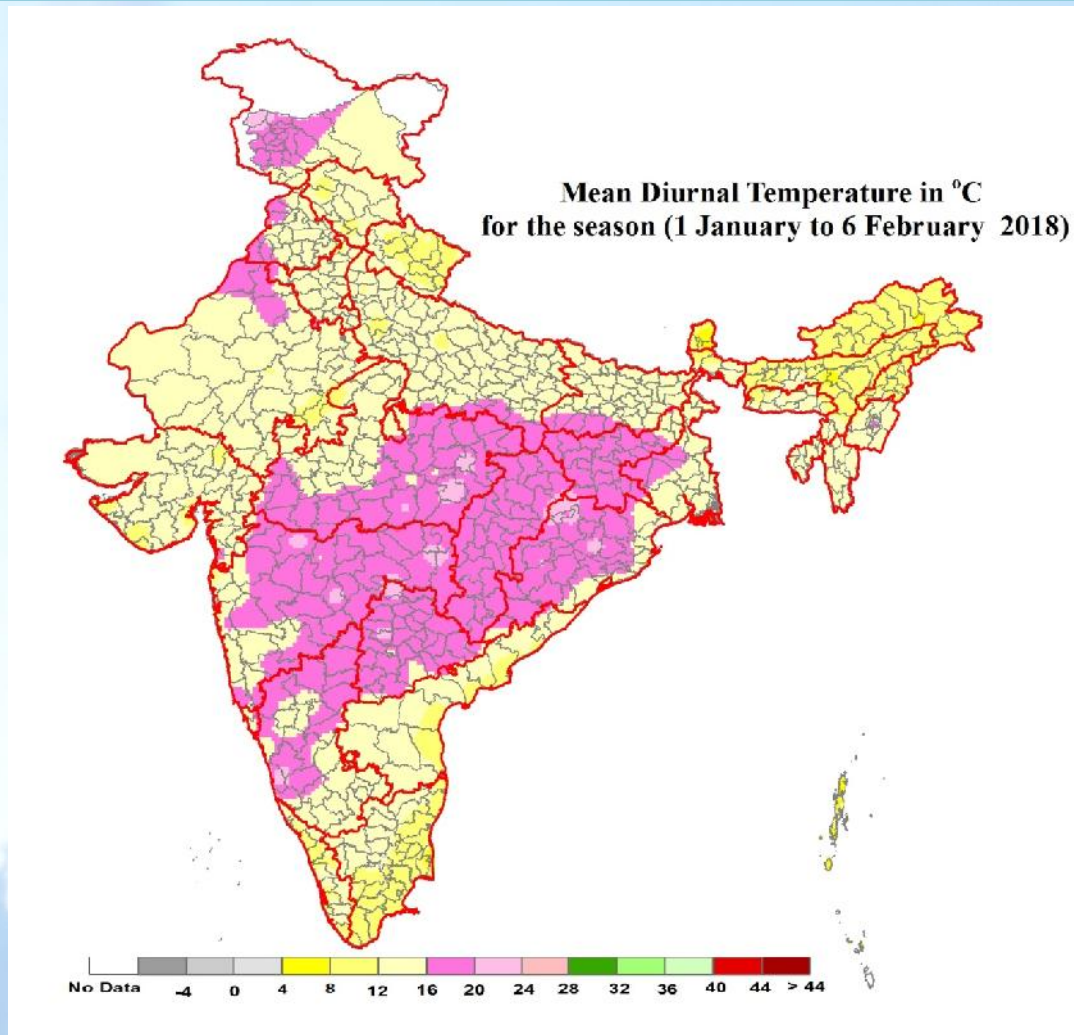 Mean Diurnal Temperature in °C
for the season (1 January to 6 February 2018)
No Data -4 0 4 8 12 16 20 24 28 32 36 40 44 > 44